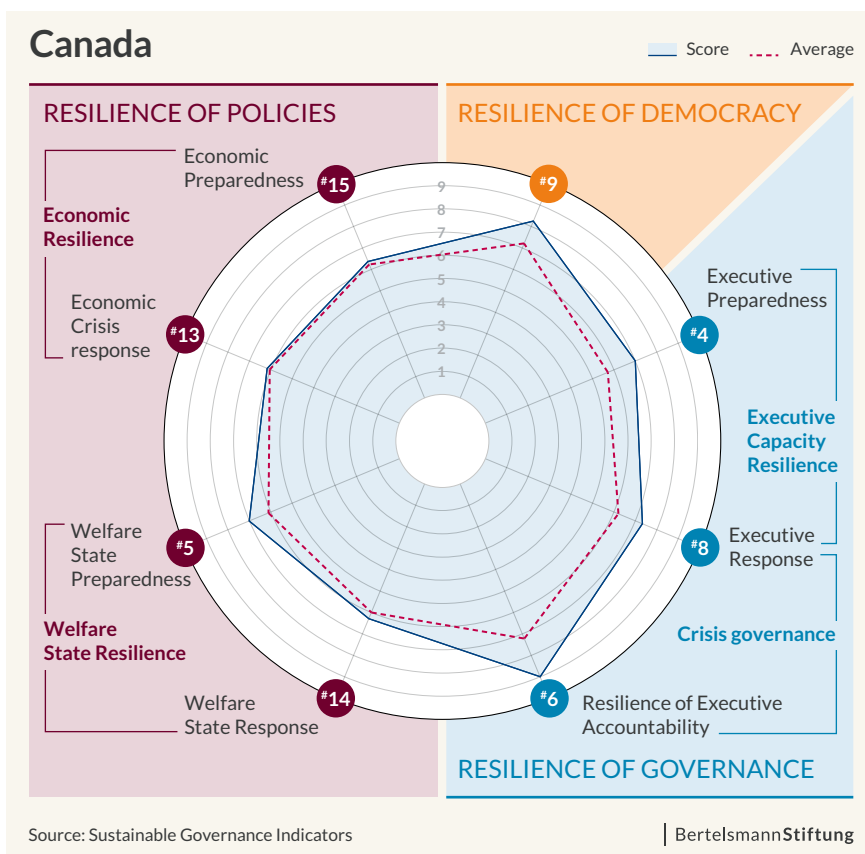 Canada
Score
Average
RESILIENCE OF POLICIES
RESILIENCE OF DEMOCRACY
Economic
Preparedness
#15
#9
Economic
Resilience
Economic
Crisis
response
#13
9
8
7
6
5
4
3
2
1
Executive
Preparedness
#4
Executive
Capacity
Resilience
Welfare
State
Preparedness
#5
#8
Executive
Response
Welfare
State Resilience
Crisis governance
Welfare
State Response
#14
#6
Resilience of Executive
Accountability
RESILIENCE OF GOVERNANCE
Source: Sustainable Governance Indicators
BertelsmannStiftung